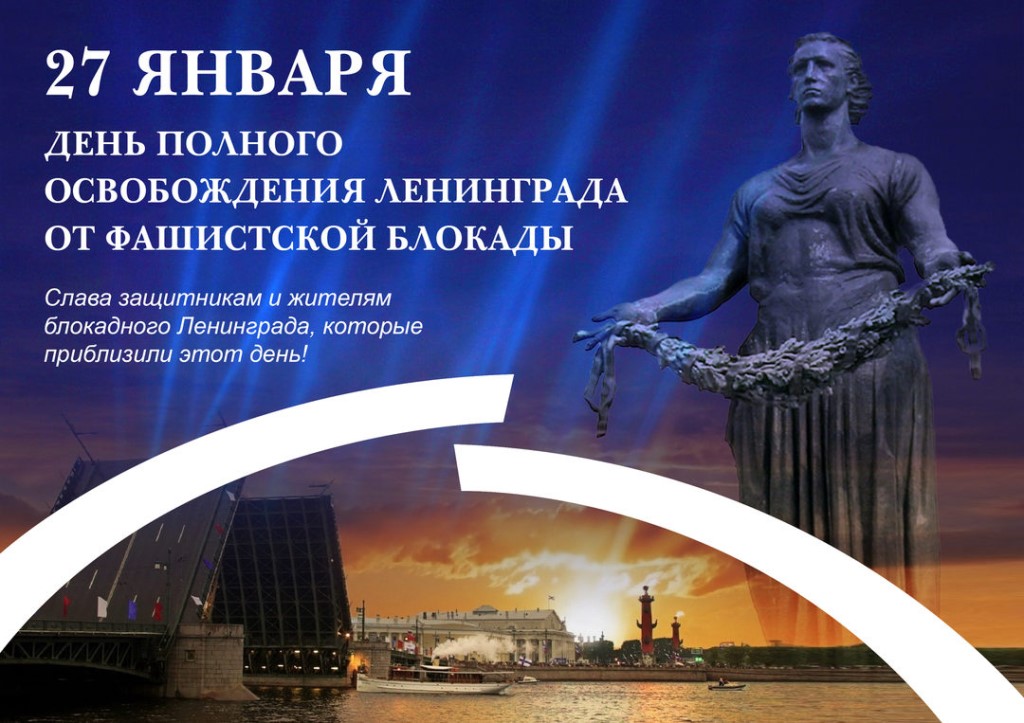 27 ЯНВАРЯ
ДЕНЬ ПОЛНОГО
ОСВОБОЖДЕНИЯ ЛЕНИНГРАДА
ОТ ФАШИСТСКОЙ БЛОКАДЫ
Слава защитникам и жителям
блокадного Ленинграда, которые
приблизили этот день!